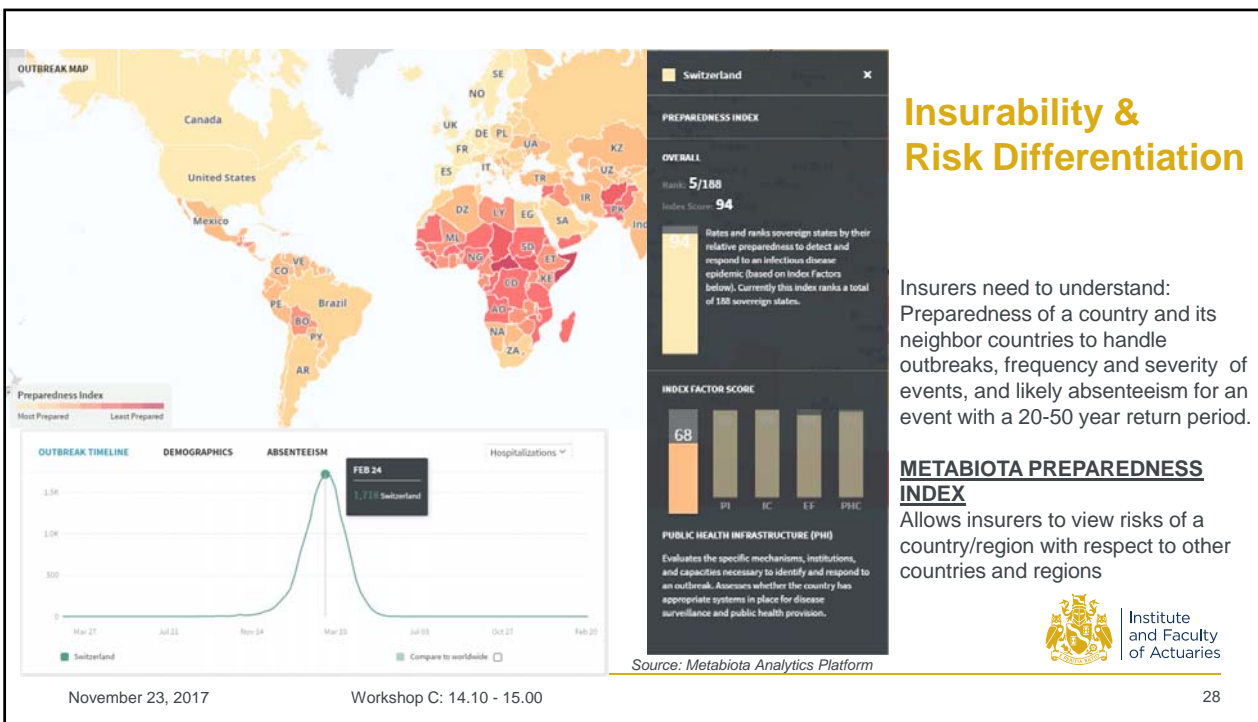 OUTBREAK MAP
SE
NO
Canada
UK
DE
PL
FR
UA
KZ
United States
ES
IT
TR
UZ
IR
PK
Mexico
DZ
LY
EG
SA
Ind
ML
NG
SD
ET
VE
CO
CD
KE
PE
Brazil
AO
BO
NA
PY
ZA
AR
Preparedness Index
Most Prepared
Least Prepared
OUTBREAK TIMELINE
DEMOGRAPHICS
ABSENTEEISM
Hospitalizations
FEB 24
1,718 Switzerland
1.5K
1.0K
500
0
Mar 27
Jul 21
Nov 14
Mar 10
Jul 03
Oct 27
Feb 20
Switzerland
Compare to worldwide
Switzerland
×
PREPAREDNESS INDEX
OVERALL
Rank: 5/188
Index Score: 94
94
Rates and ranks sovereign states by their
relative preparedness to detect and
respond to an infectious disease
epidemic (based on Index Factors
below). Currently this index ranks a total
of 188 sovereign states.
INDEX FACTOR SCORE
68
PI
IC
EF
PHC
PUBLIC HEALTH INFRASTRUCTURE (PHI)
Evaluates the specific mechanisms, institutions,
and capacities necessary to identify and respond to
an outbreak. Assesses whether the country has
appropriate systems in place for disease
surveillance and public health provision.
Source: Metabiota Analytics Platform
Insurability &
Risk Differentiation
Insurers need to understand:
Preparedness of a country and its
neighbor countries to handle
outbreaks, frequency and severity of
events, and likely absenteeism for an
event with a 20-50 year return period.
METABIOTA PREPAREDNESS
INDEX
Allows insurers to view risks of a
country/region with respect to other
countries and regions
Institute
and Faculty
of Actuaries
November 23, 2017
Workshop C: 14.10 - 15.00
28